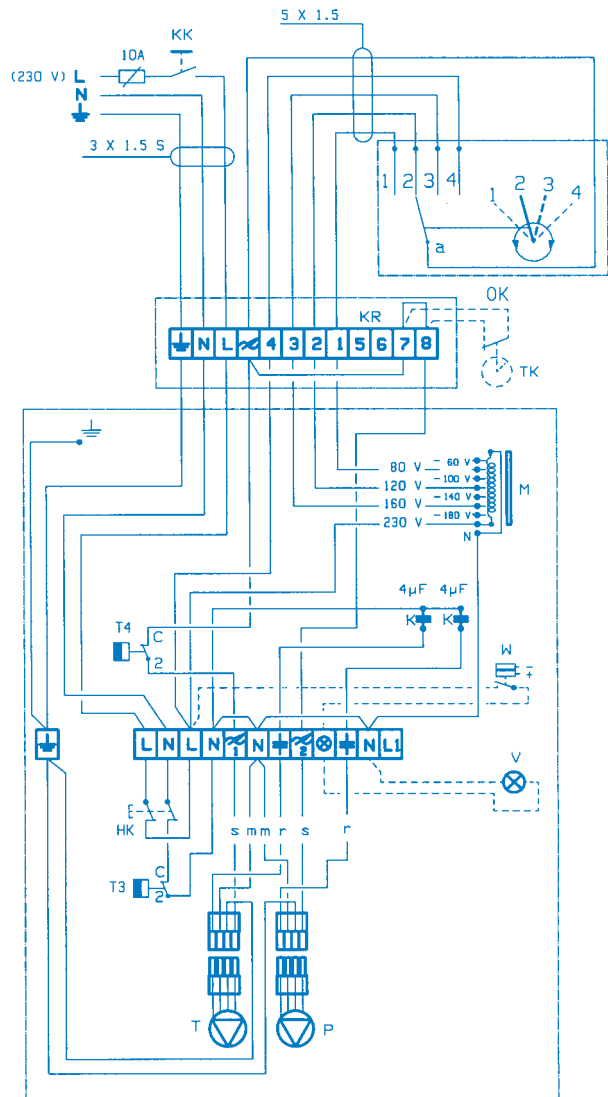 5 X 1.5
KK
10A
(230 V) L
N
3 X 1.5 S
1 2 3 4
1 2 3 4
a
OK
KR
N L 4 3 2 1 5 6 7 8
TK
80 V - 60 V
120 V - 100 V
160 V - 140 V
230 V - 180 V
M
N
4µF 4µF
K K
T4 C
2
W
- +
L N L N 1 N 2 N L1
V
E
HK
s m m r s r
T3 C
2
T P